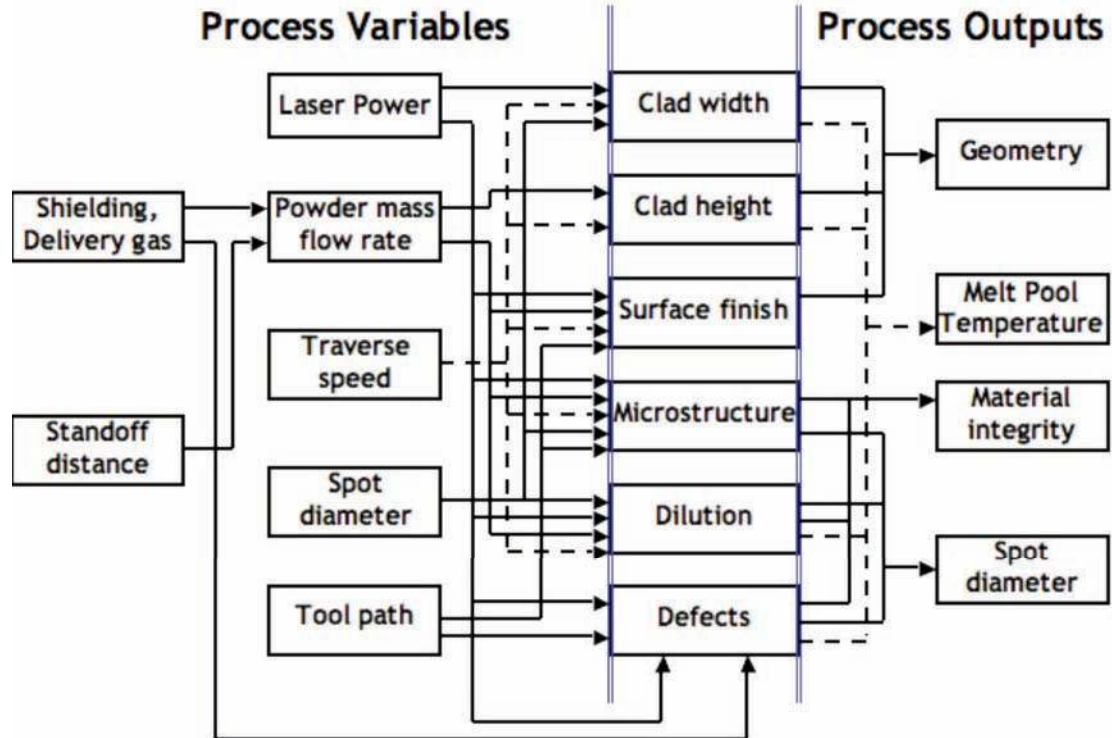 Process Variables
Process Outputs
Laser Power
Shielding,
Delivery gas
Powder mass
flow rate
Traverse
speed
Standoff
distance
Spot
diameter
Tool path
Clad width
Clad height
Surface finish
Microstructure
Dilution
Defects
Geometry
Melt Pool
Temperature
Material
integrity
Spot
diameter